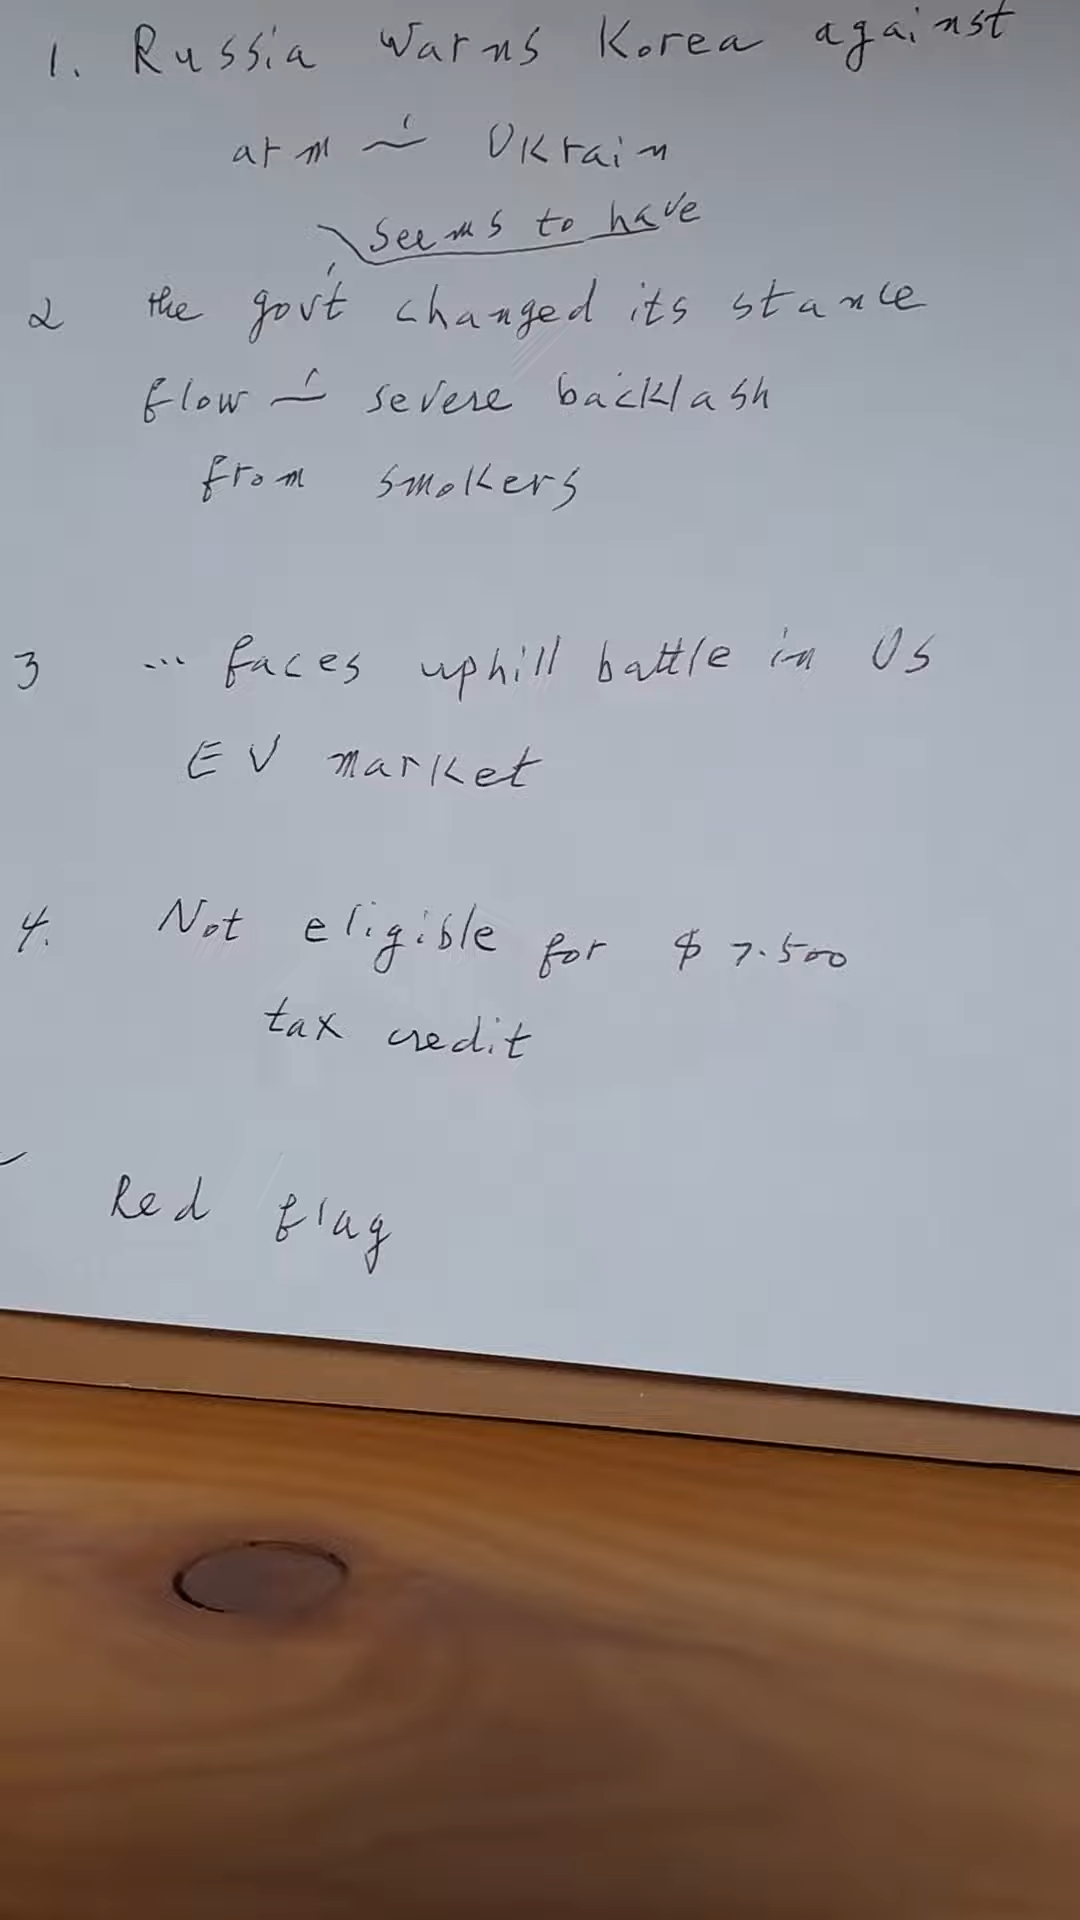 1. Russia warns Korea against
arm ∸ Ukrain
seems to have
2 the gov't changed its stance
flow ∸ severe backlash
from smokers
3 ... faces uphill battle in US
EV market
4. Not eligible for $ 7.500
tax credit
Red flag